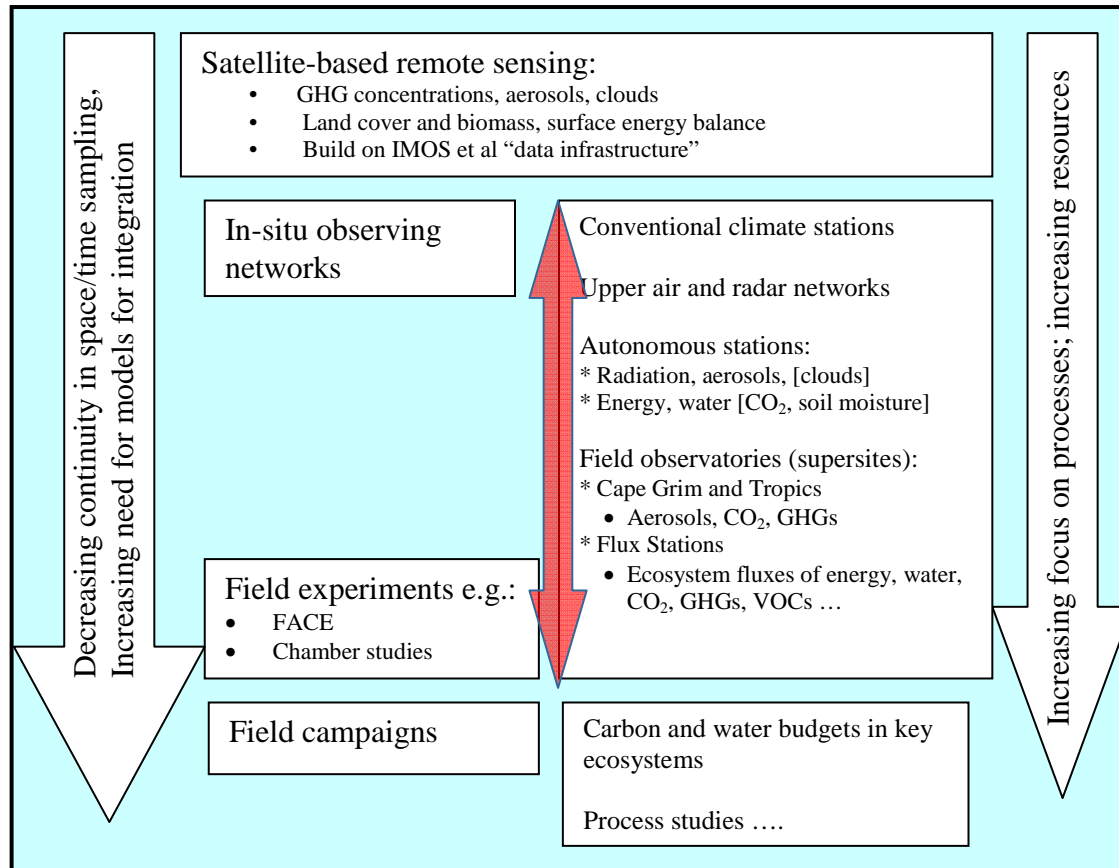 Decreasing continuity in space/time sampling,
Increasing need for models for integration
Satellite-based remote sensing:
• GHG concentrations, aerosols, clouds
• Land cover and biomass, surface energy balance
• Build on IMOS et al “data infrastructure”
In-situ observing
networks
Conventional climate stations
Upper air and radar networks
Autonomous stations:
* Radiation, aerosols, [clouds]
* Energy, water [CO₂, soil moisture]
Field observatories (supersites):
* Cape Grim and Tropics
• Aerosols, CO₂, GHGs
* Flux Stations
• Ecosystem fluxes of energy, water,
CO₂, GHGs, VOCs …
Field experiments e.g.:
• FACE
• Chamber studies
Field campaigns
Carbon and water budgets in key
ecosystems
Process studies ….
Increasing focus on processes; increasing resources